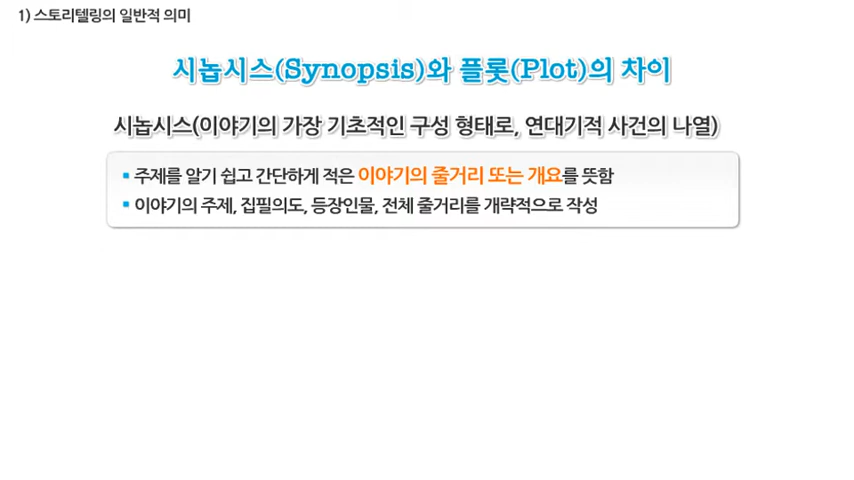 1) 스토리텔링의 일반적 의미
시놉시스(Synopsis)와 플롯(Plot)의 차이
시놉시스(이야기의 가장 기초적인 구성 형태로, 연대기적 사건의 나열)
▪ 주제를 알기 쉽고 간단하게 적은 이야기의 줄거리 또는 개요를 뜻함
▪ 이야기의 주제, 집필의도, 등장인물, 전체 줄거리를 개략적으로 작성